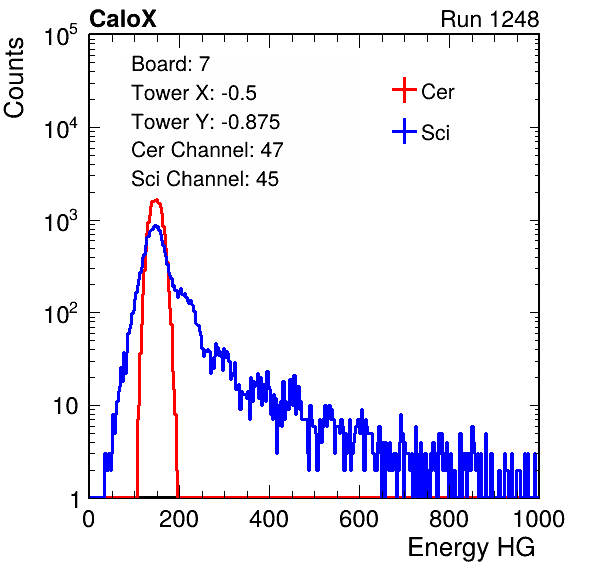 CaloX Run 1248
Counts
Board: 7
Tower X: -0.5
Tower Y: -0.875
Cer Channel: 47
Sci Channel: 45
Cer
Sci
10^5
10^4
10^3
10^2
10
1
0 200 400 600 800 1000
Energy HG